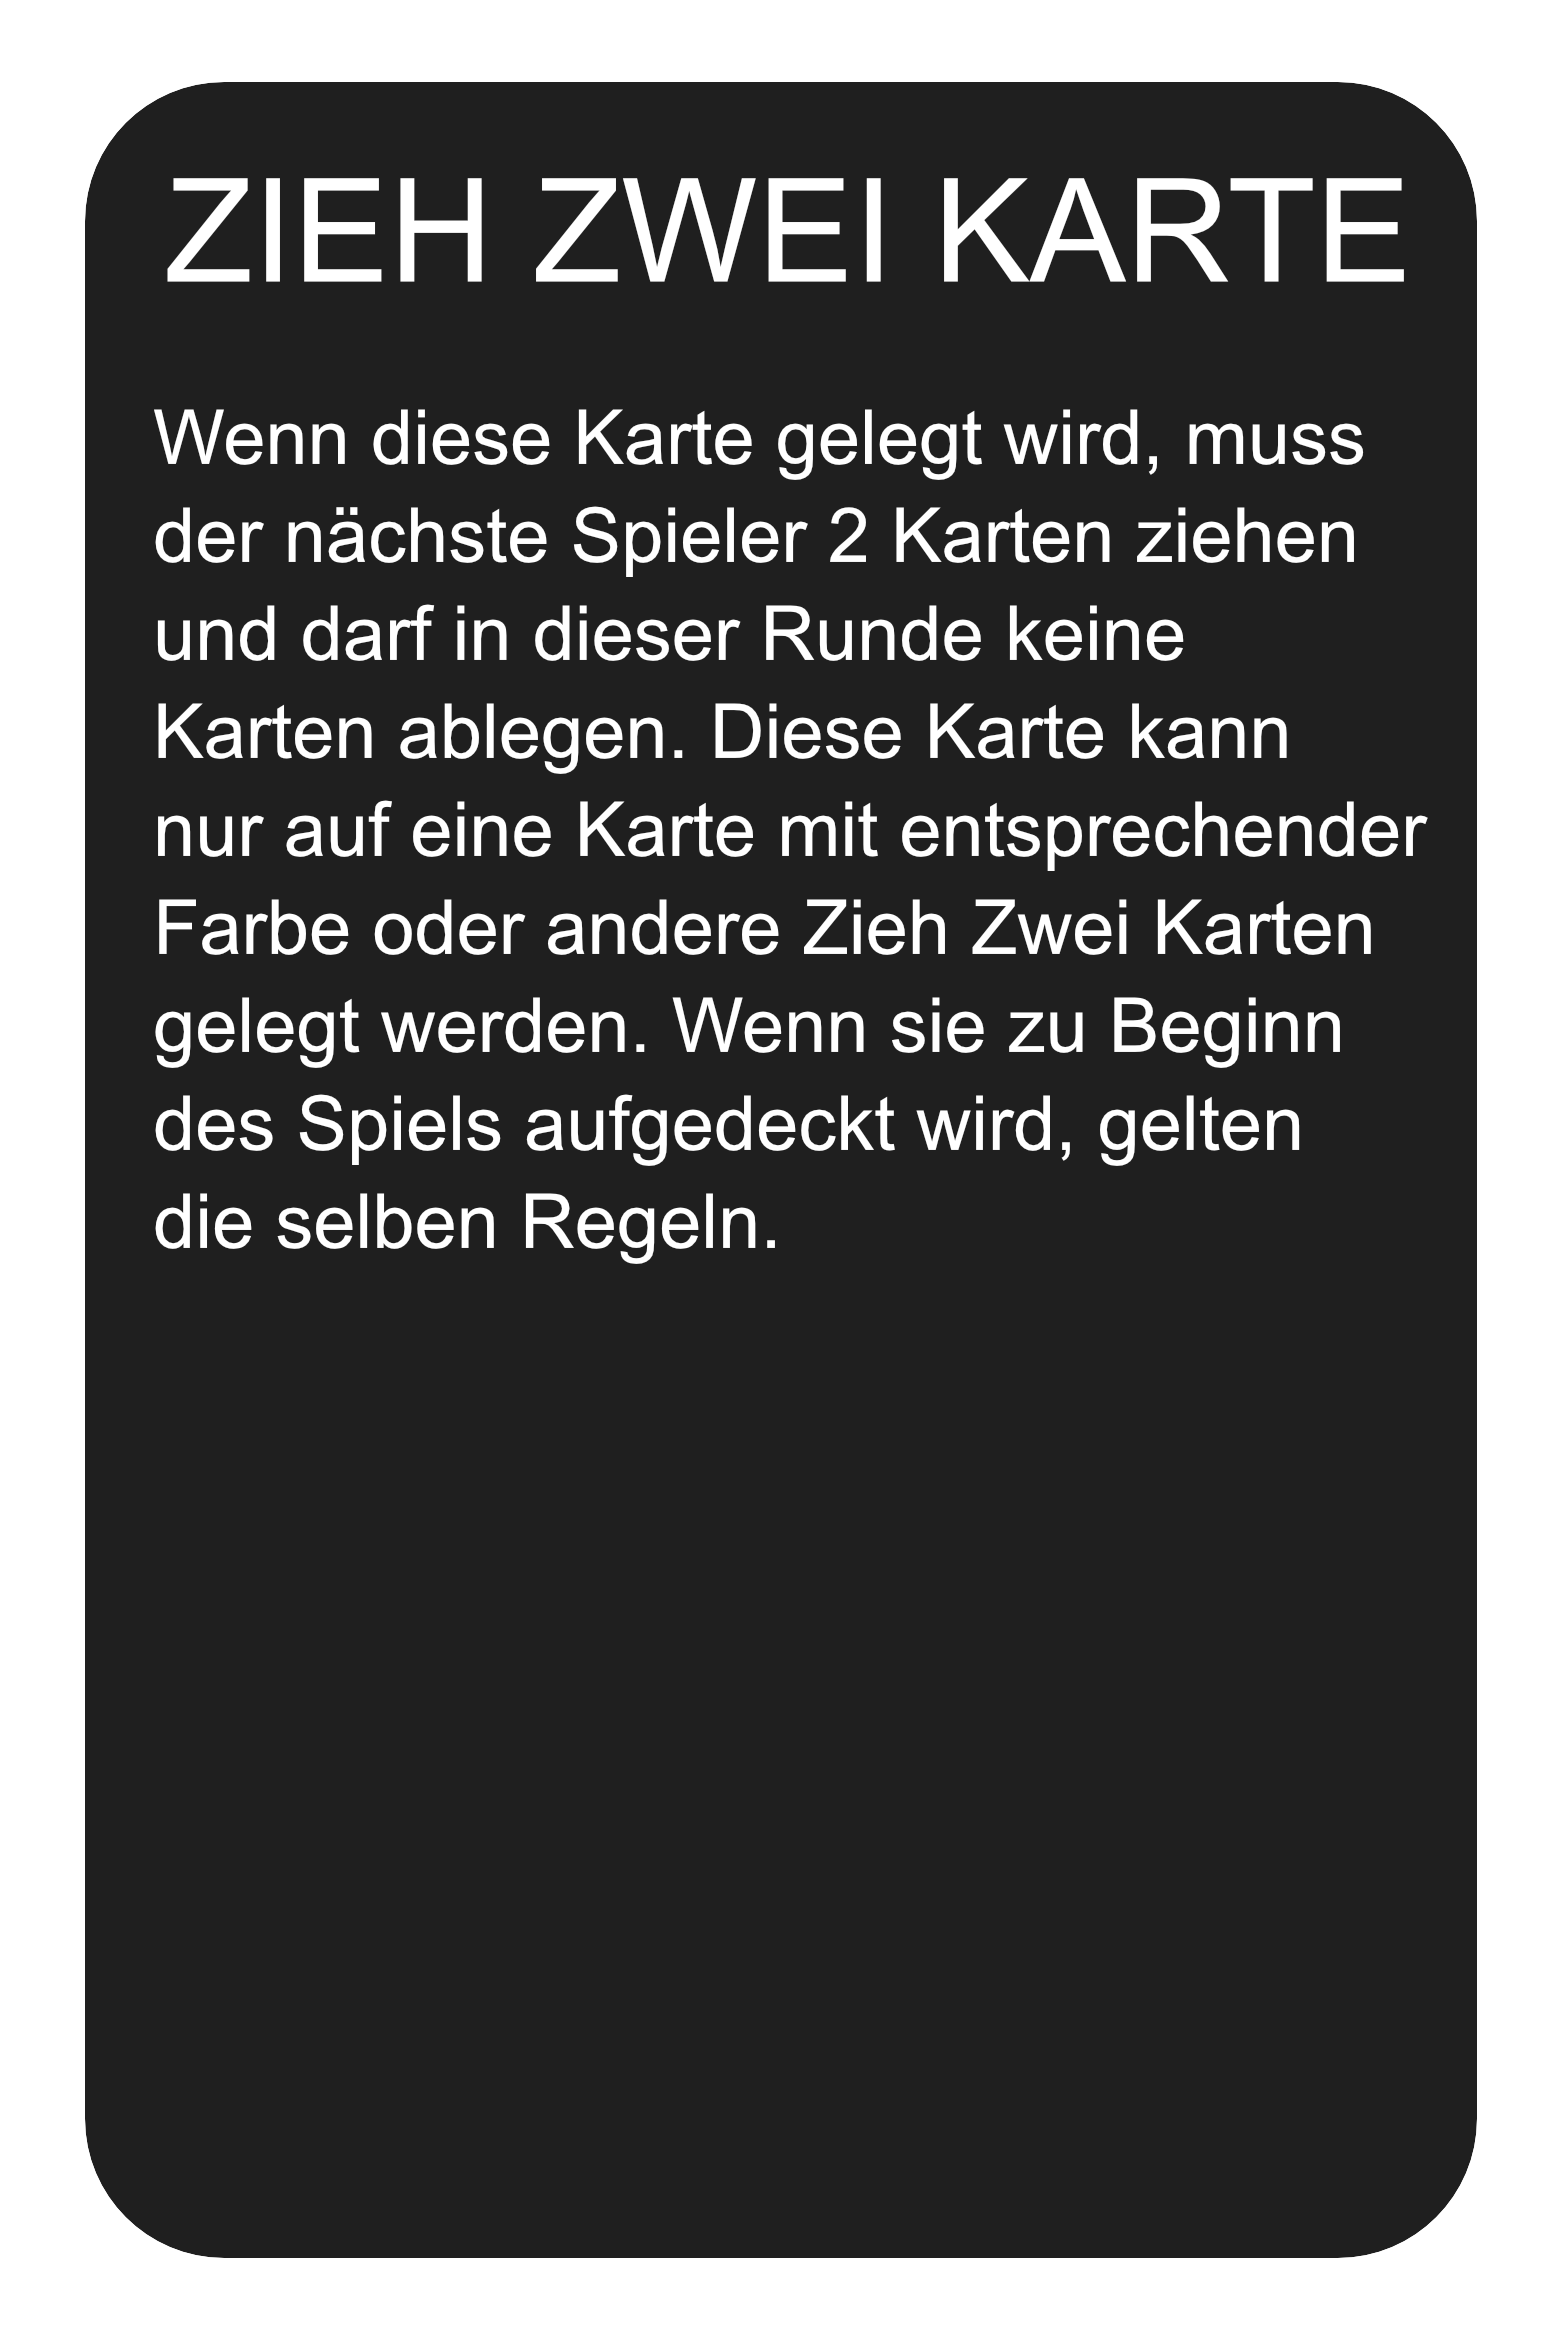 ZIEH ZWEI KARTE
Wenn diese Karte gelegt wird, muss
der nächste Spieler 2 Karten ziehen
und darf in dieser Runde keine
Karten ablegen. Diese Karte kann
nur auf eine Karte mit entsprechender
Farbe oder andere Zieh Zwei Karten
gelegt werden. Wenn sie zu Beginn
des Spiels aufgedeckt wird, gelten
die selben Regeln.